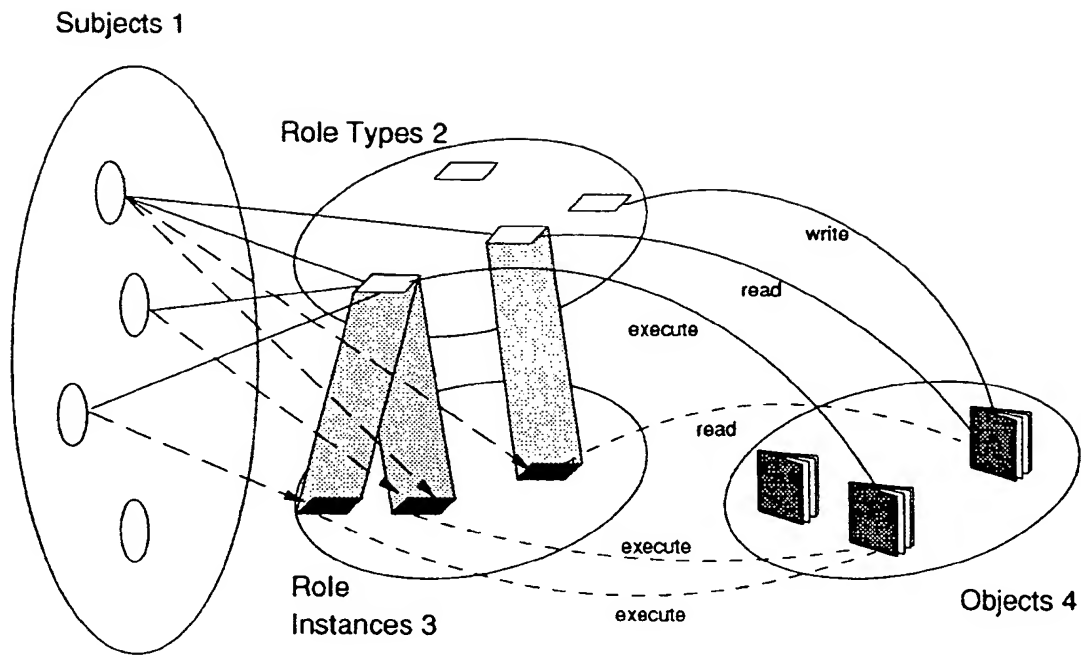 Subjects 1
Role Types 2
write
read
execute
read
execute
execute
Role
Instances 3
Objects 4